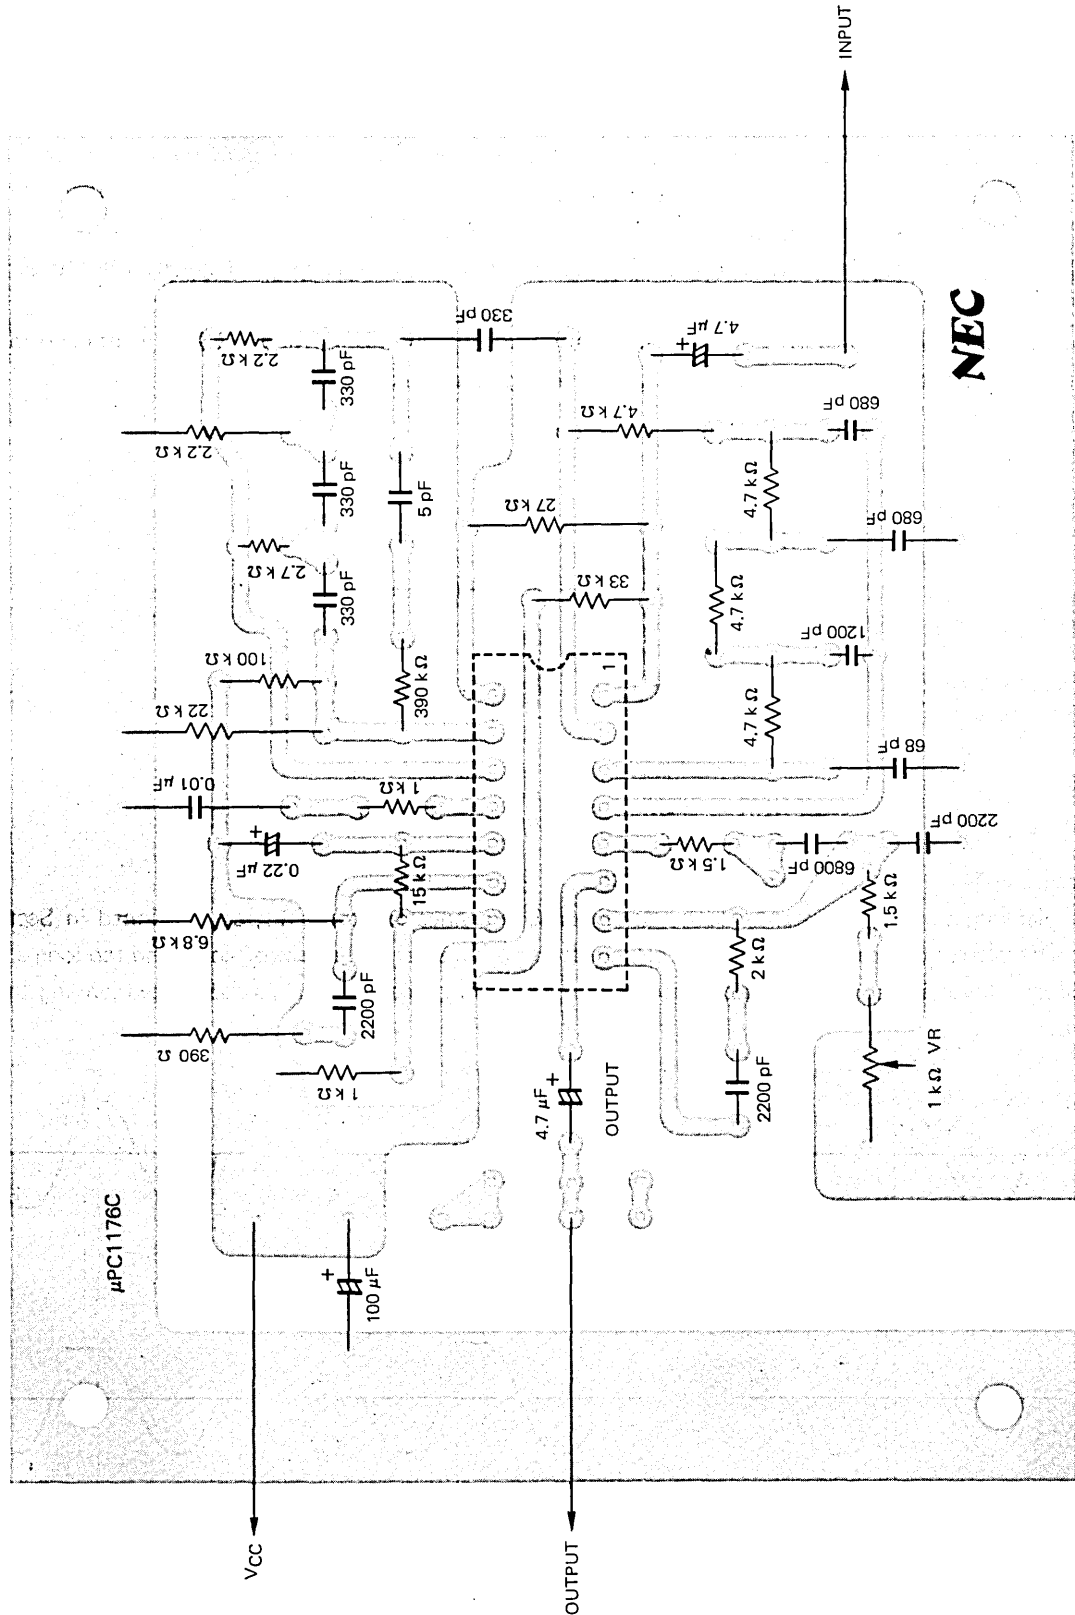 INPUT
NEC
2.2 kΩ
330 pF
330 pF
4.7 µF
+
2.2 kΩ
4.7 kΩ
680 pF
330 pF
5 pF
27 kΩ
4.7 kΩ
680 pF
2.7 kΩ
330 pF
33 kΩ
4.7 kΩ
1200 pF
100 kΩ
390 kΩ
1
4.7 kΩ
68 pF
22 kΩ
0.01 µF
1 kΩ
2200 pF
+
0.22 µF
15 kΩ
1.5 kΩ
6800 pF
1.5 kΩ
6.8 kΩ
2 kΩ
2200 pF
390 Ω
1 kΩ
+
4.7 µF
OUTPUT
2200 pF
1 kΩ VR
µPC1176C
+
100 µF
VCC
OUTPUT